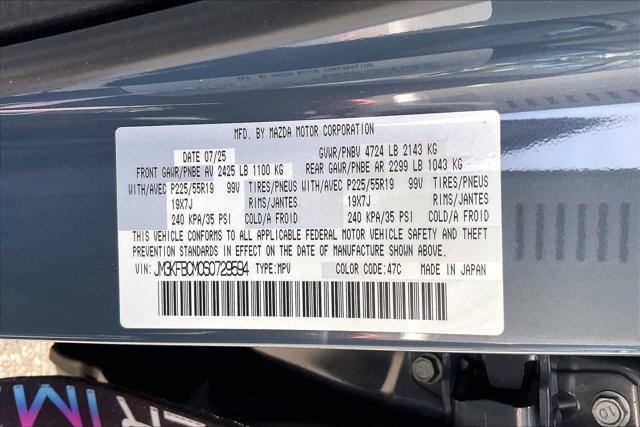 MFD. BY MAZDA MOTOR CORPORATION
DATE 07/25 GVWR/PNBV 4724 LB 2143 KG
FRONT GAWR/PNBE AV 2425 LB 1100 KG REAR GAWR/PNBE AR 2299 LB 1043 KG
WITH/AVEC P225/55R19 99V TIRES/PNEUS WITH/AVEC P225/55R19 99V TIRES/PNEUS
19X7J RIMS/JANTES 19X7J RIMS/JANTES
240 KPA/35 PSI COLD/A FROID 240 KPA/35 PSI COLD/A FROID
THIS VEHICLE CONFORMS TO ALL APPLICABLE FEDERAL MOTOR VEHICLE SAFETY AND THEFT
PREVENTION STANDARDS IN EFFECT ON THE DATE OF MANUFACTURE SHOWN ABOVE.
VIN: JM3KFBCM0S0729594 TYPE:MPV COLOR CODE:47C MADE IN JAPAN